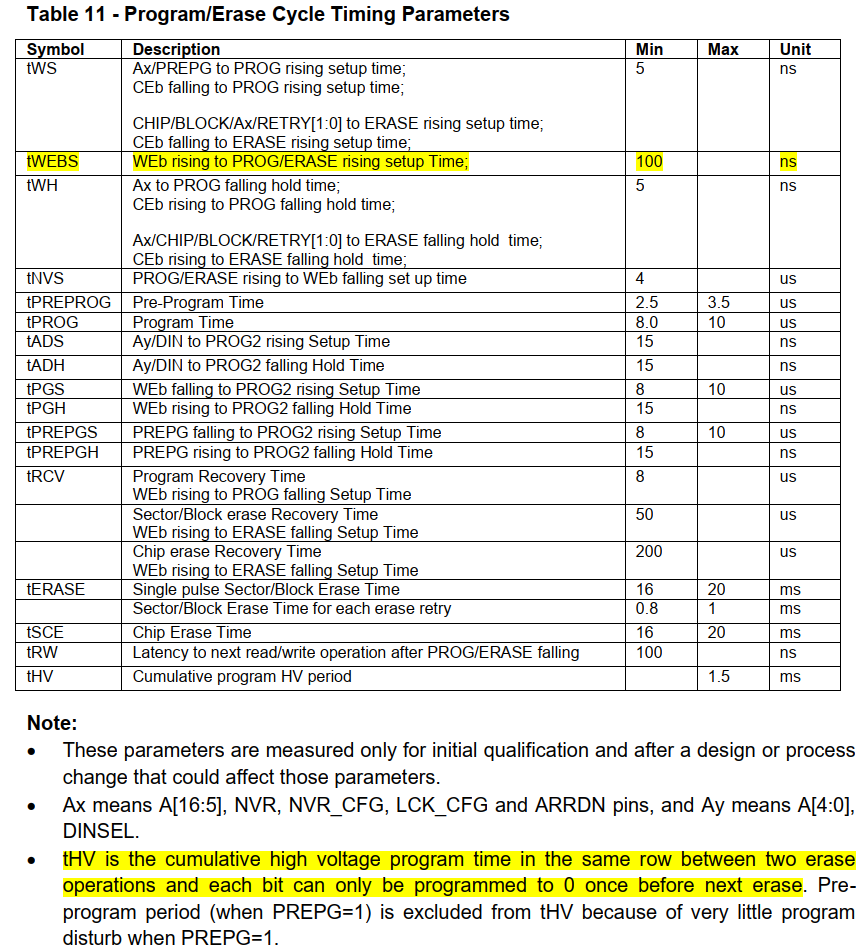 Table 11 - Program/Erase Cycle Timing Parameters
Symbol Description Min Max Unit
tWS Ax/PREPG to PROG rising setup time; 5 ns
CEb falling to PROG rising setup time;
CHIP/BLOCK/Ax/RETRY[1:0] to ERASE rising setup time;
CEb falling to ERASE rising setup time;
tWEBS WEb rising to PROG/ERASE rising setup Time; 100 ns
tWH Ax to PROG falling hold time; 5 ns
CEb rising to PROG falling hold time;
Ax/CHIP/BLOCK/RETRY[1:0] to ERASE falling hold time;
CEb rising to ERASE falling hold time;
tNVS PROG/ERASE rising to WEb falling set up time 4 us
tPREPROG Pre-Program Time 2.5 3.5 us
tPROG Program Time 8.0 10 us
tADS Ay/DIN to PROG2 rising Setup Time 15 ns
tADH Ay/DIN to PROG2 falling Hold Time 15 ns
tPGS WEb falling to PROG2 rising Setup Time 8 10 us
tPGH WEb rising to PROG2 falling Hold Time 15 ns
tPREPGS PREPG falling to PROG2 rising Setup Time 8 10 us
tPREPGH PREPG rising to PROG2 falling Hold Time 15 ns
tRCV Program Recovery Time 8 us
WEb rising to PROG falling Setup Time
Sector/Block erase Recovery Time 50 us
WEb rising to ERASE falling Setup Time
Chip erase Recovery Time 200 us
WEb rising to ERASE falling Setup Time
tERASE Single pulse Sector/Block Erase Time 16 20 ms
Sector/Block Erase Time for each erase retry 0.8 1 ms
tSCE Chip Erase Time 16 20 ms
tRW Latency to next read/write operation after PROG/ERASE falling 100 ns
tHV Cumulative program HV period 1.5 ms
Note:
• These parameters are measured only for initial qualification and after a design or process
change that could affect those parameters.
• Ax means A[16:5], NVR, NVR_CFG, LCK_CFG and ARRDN pins, and Ay means A[4:0],
DINSEL.
• tHV is the cumulative high voltage program time in the same row between two erase
operations and each bit can only be programmed to 0 once before next erase. Pre-
program period (when PREPG=1) is excluded from tHV because of very little program
disturb when PREPG=1.